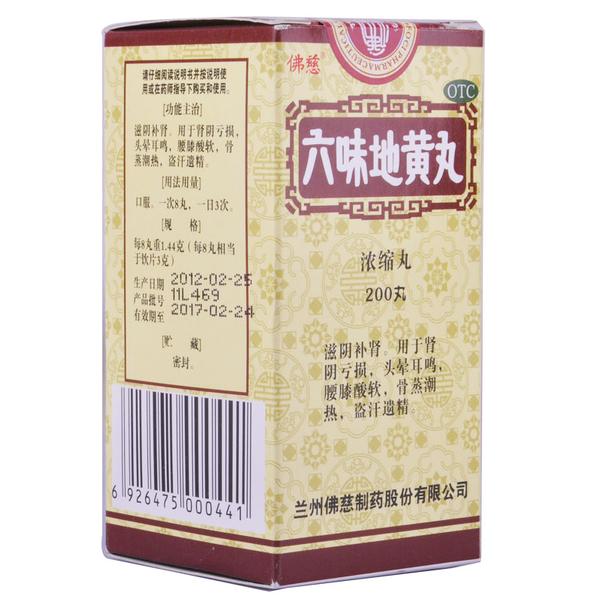 请仔细阅读说明书并按说明使
用或在药师指导下购买和使用。
[功能主治]
滋阴补肾。用于肾阴亏损,
头晕耳鸣,腰膝酸软,骨
蒸潮热,盗汗遗精。
[用法用量]
口服。一次8丸,一日3次。
[规 格]
每8丸重1.44克(每8丸相当
于饮片3克)
生产日期 2012-02-25
产品批号 11L469
有效期至 2017-02-24
[贮 藏]
密封。
6 926475 000441
佛慈
OTC
六味地黄丸
浓缩丸
200丸
滋阴补肾。用于肾
阴亏损,头晕耳鸣,
腰膝酸软,骨蒸潮
热,盗汗遗精。
兰州佛慈制药股份有限公司